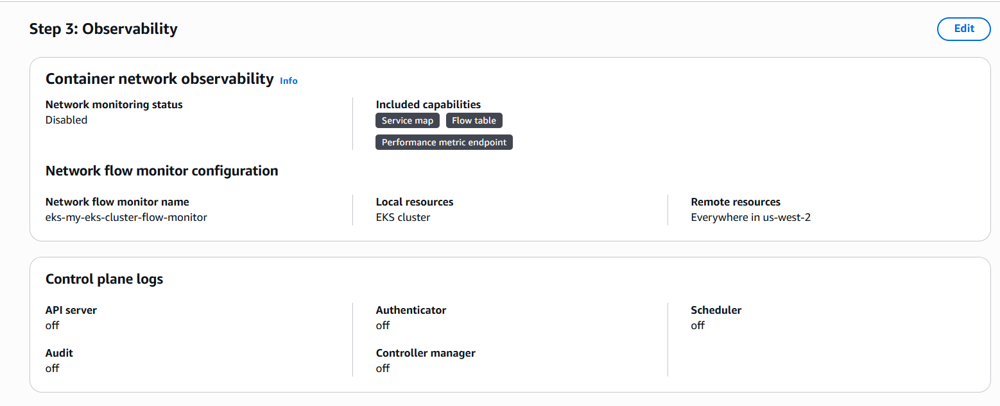 Step 3: Observability
Edit
Container network observability Info
Network monitoring status
Disabled
Included capabilities
Service map Flow table
Performance metric endpoint
Network flow monitor configuration
Network flow monitor name
eks-my-eks-cluster-flow-monitor
Local resources
EKS cluster
Remote resources
Everywhere in us-west-2
Control plane logs
API server
off
Authenticator
off
Scheduler
off
Audit
off
Controller manager
off